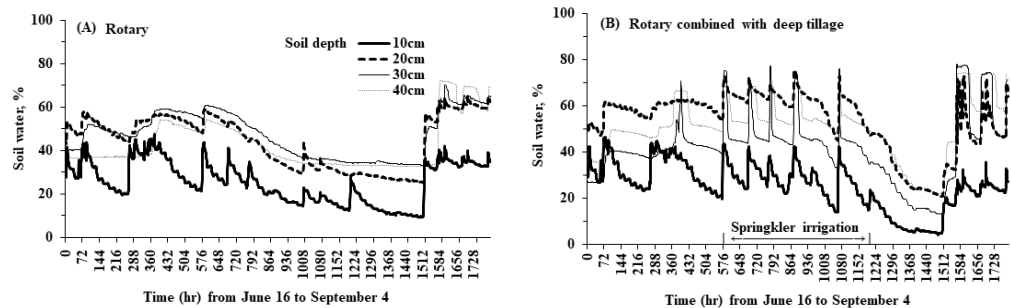 (A) Rotary
Soil depth
10cm
20cm
30cm
40cm
Soil water, %
100
80
60
40
20
0
0 72 144 216 288 360 432 504 576 648 720 792 864 936 1008 1080 1152 1224 1296 1368 1440 1512 1584 1656 1728
Time (hr) from June 16 to September 4
(B) Rotary combined with deep tillage
Soil water, %
100
80
60
40
20
0
Springkler irrigation
0 72 144 216 288 360 432 504 576 648 720 792 864 936 1008 1080 1152 1224 1296 1368 1440 1512 1584 1656 1728
Time (hr) from June 16 to September 4